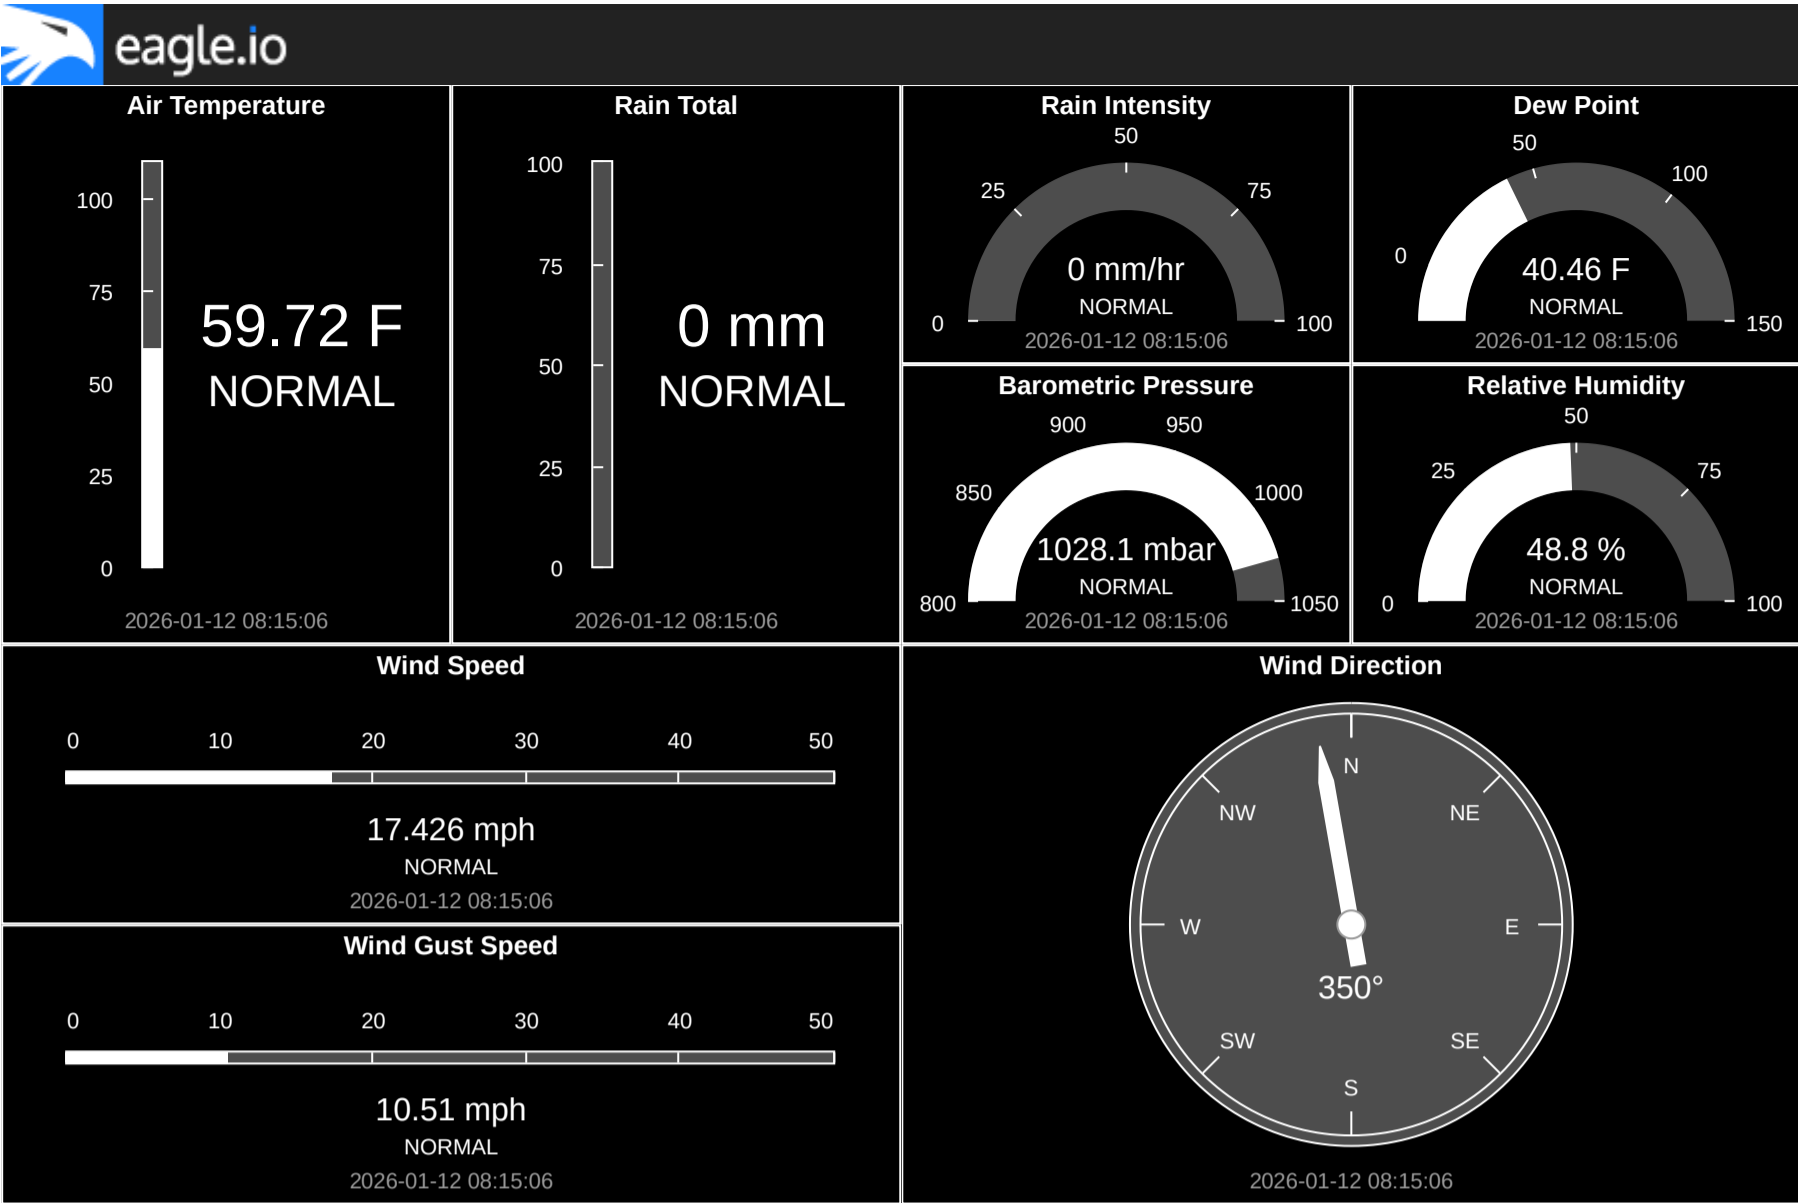 eagle.io
Air Temperature
100
75
50
25
0
59.72 F
NORMAL
2026-01-12 08:15:06
Rain Total
100
75
50
25
0
0 mm
NORMAL
2026-01-12 08:15:06
Rain Intensity
0
25
50
75
100
0 mm/hr
NORMAL
2026-01-12 08:15:06
Dew Point
0
50
100
150
40.46 F
NORMAL
2026-01-12 08:15:06
Barometric Pressure
800
850
900
950
1000
1050
1028.1 mbar
NORMAL
2026-01-12 08:15:06
Relative Humidity
0
25
50
75
100
48.8 %
NORMAL
2026-01-12 08:15:06
Wind Speed
0 10 20 30 40 50
17.426 mph
NORMAL
2026-01-12 08:15:06
Wind Gust Speed
0 10 20 30 40 50
10.51 mph
NORMAL
2026-01-12 08:15:06
Wind Direction
N
NW NE
W E
350°
SW SE
S
2026-01-12 08:15:06